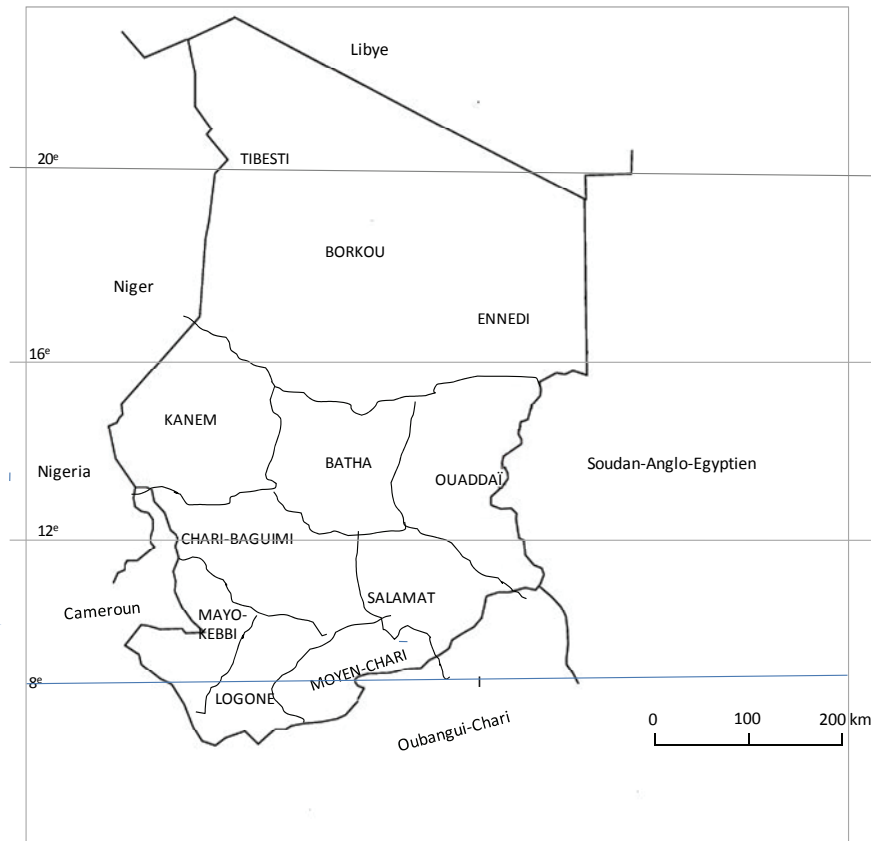 Libye
20e
TIBESTI
BORKOU
Niger
ENNEDI
16e
KANEM
BATHA
Nigeria
OUADDAÏ
Soudan-Anglo-Egyptien
12e
CHARI-BAGUIMI
SALAMAT
Cameroun
MAYO-
KEBBI
MOYEN-CHARI
8e
LOGONE
Oubangui-Chari
0 100 200 km